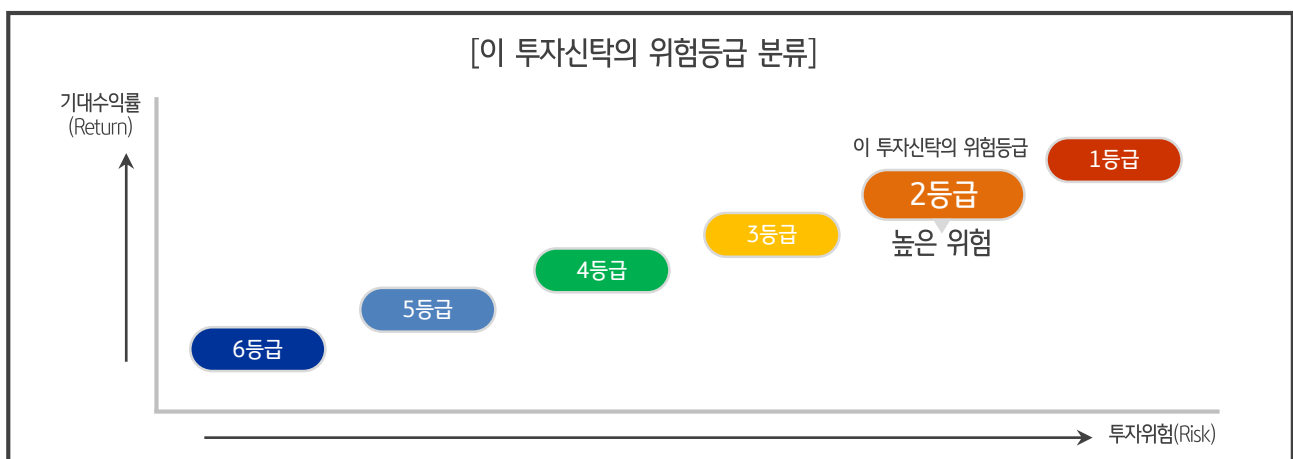 [이 투자신탁의 위험등급 분류]
기대수익률
(Return)
이 투자신탁의 위험등급
1등급
2등급
높은 위험
3등급
4등급
5등급
6등급
투자위험(Risk)